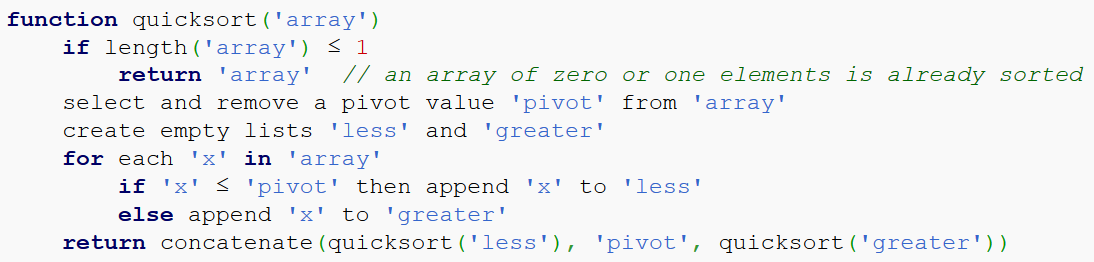 function quicksort('array')
if length('array') ≤ 1
return 'array' // an array of zero or one elements is already sorted
select and remove a pivot value 'pivot' from 'array'
create empty lists 'less' and 'greater'
for each 'x' in 'array'
if 'x' ≤ 'pivot' then append 'x' to 'less'
else append 'x' to 'greater'
return concatenate(quicksort('less'), 'pivot', quicksort('greater'))